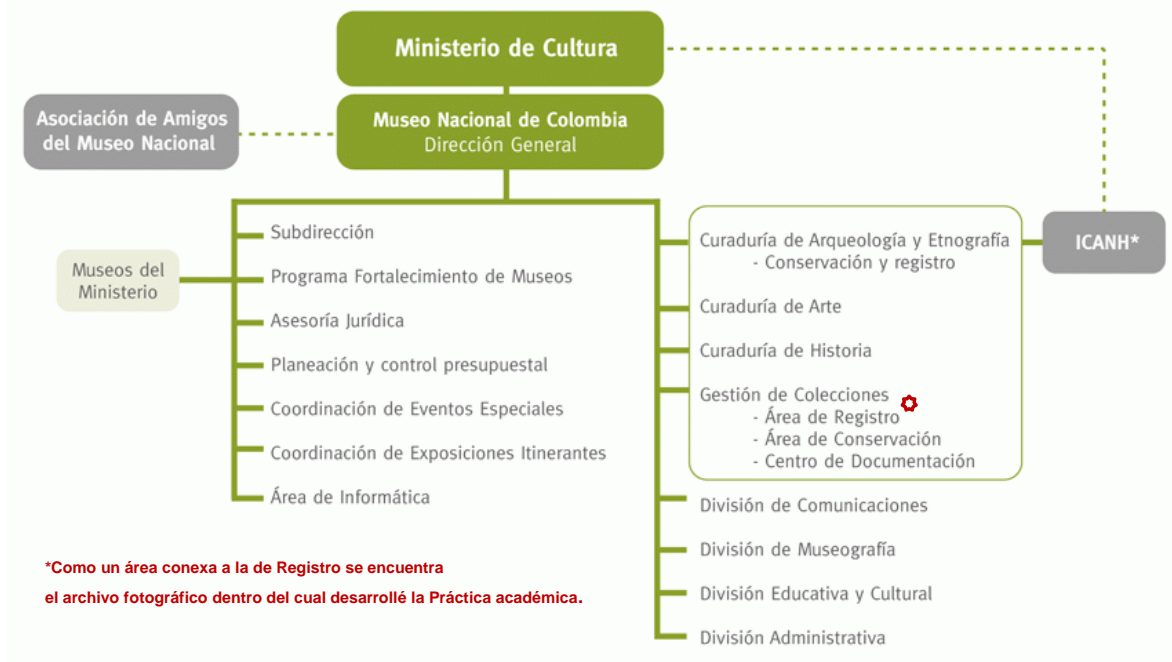 Ministerio de Cultura
Asociación de Amigos
del Museo Nacional
Museo Nacional de Colombia
Dirección General
Museos del
Ministerio
Subdirección
Programa Fortalecimiento de Museos
Asesoría Jurídica
Planeación y control presupuestal
Coordinación de Eventos Especiales
Coordinación de Exposiciones Itinerantes
Área de Informática
Curaduría de Arqueología y Etnografía
- Conservación y registro
ICANH*
Curaduría de Arte
Curaduría de Historia
Gestión de Colecciones
- Área de Registro
- Área de Conservación
- Centro de Documentación
División de Comunicaciones
División de Museografía
División Educativa y Cultural
División Administrativa
*Como un área conexa a la de Registro se encuentra
el archivo fotográfico dentro del cual desarrollé la Práctica académica.